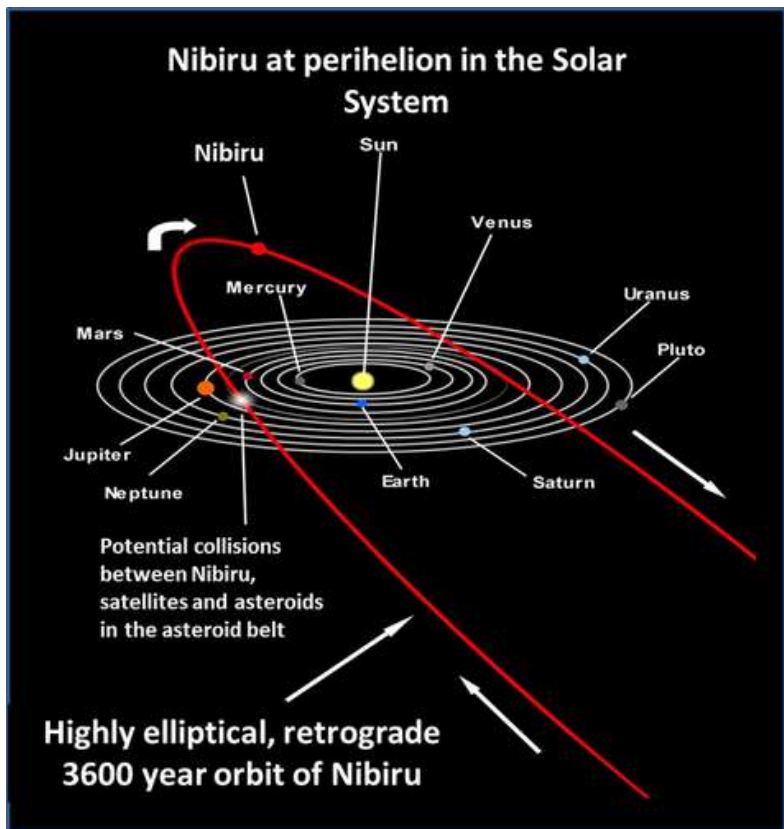 Nibiru at perihelion in the Solar
System
Nibiru
Sun
Venus
Mercury
Uranus
Mars
Pluto
Jupiter
Neptune
Earth
Saturn
Potential collisions
between Nibiru,
satellites and asteroids
in the asteroid belt
Highly elliptical, retrograde
3600 year orbit of Nibiru